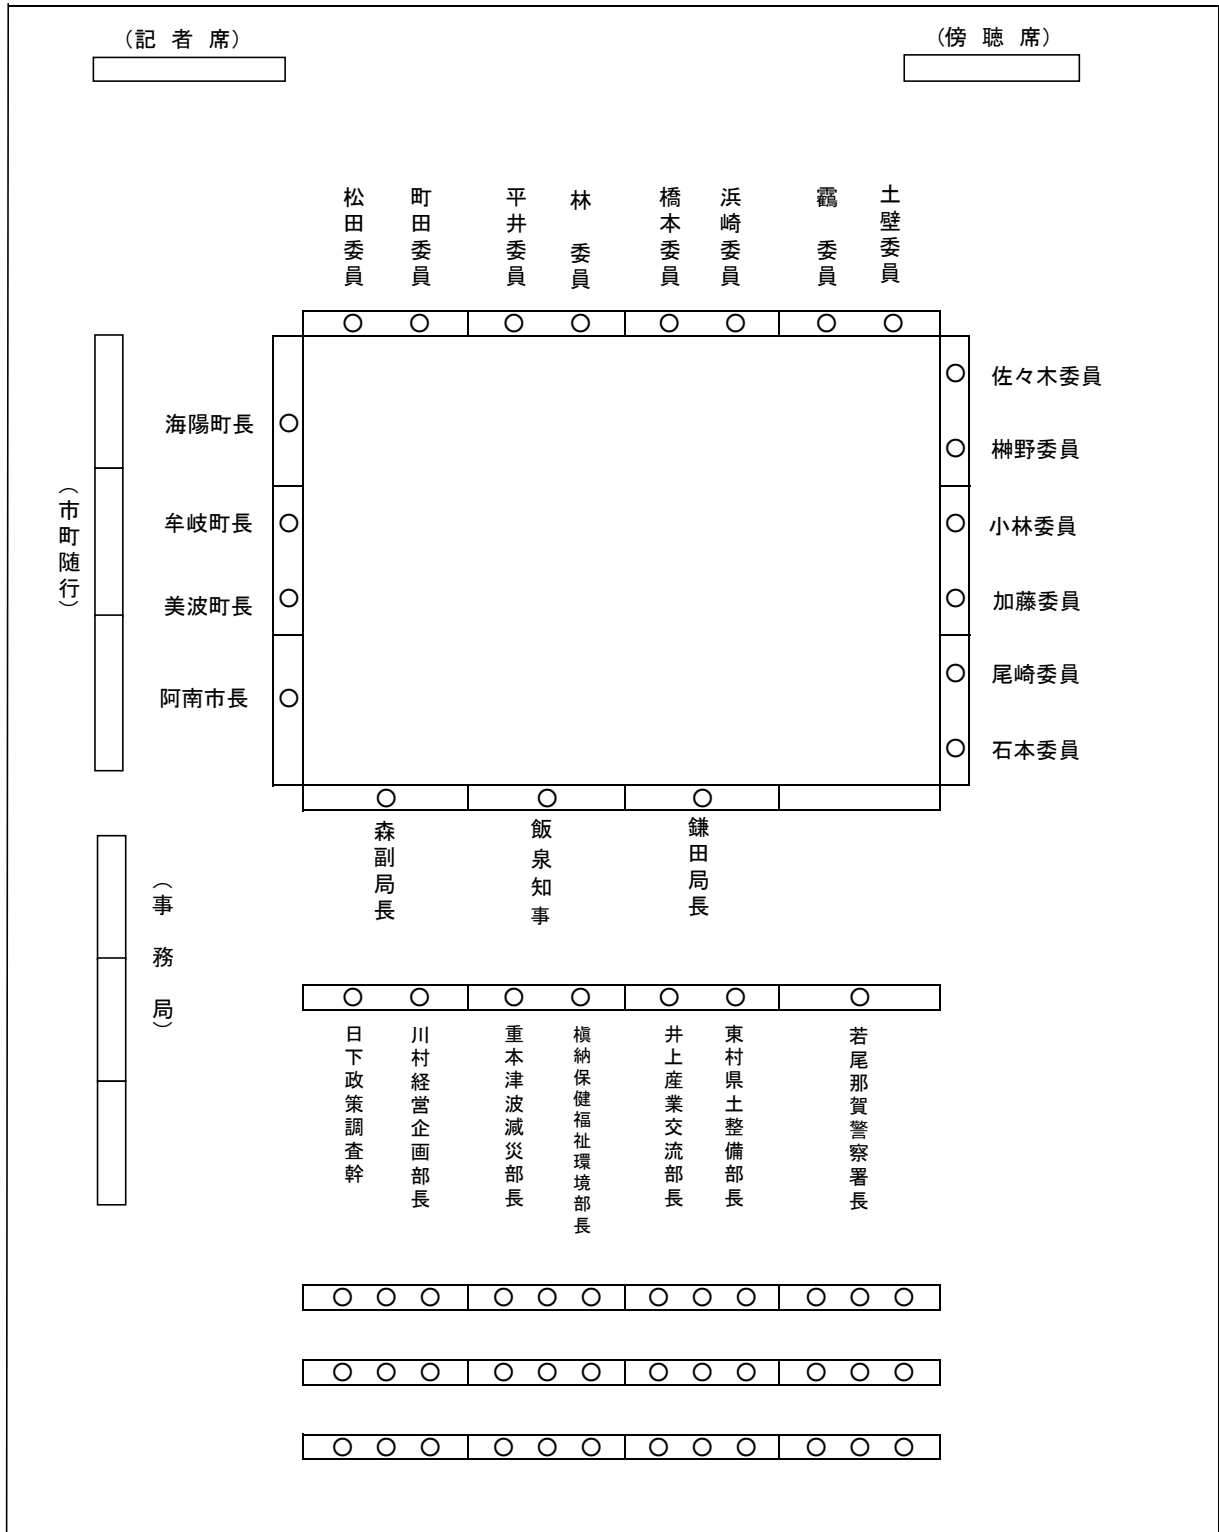 （記 者 席）
（傍 聴 席）
松田委員
町田委員
平井委員
林 委員
橋本委員
浜崎委員
靍 委員
土壁委員
海陽町長
牟岐町長
美波町長
阿南市長
（市町随行）
佐々木委員
榊野委員
小林委員
加藤委員
尾崎委員
石本委員
森副局長
飯泉知事
鎌田局長
（事 務 局）
日下政策調査幹
川村経営企画部長
重本津波減災部長
槇納保健福祉環境部長
井上産業交流部長
東村県土整備部長
若尾那賀警察署長